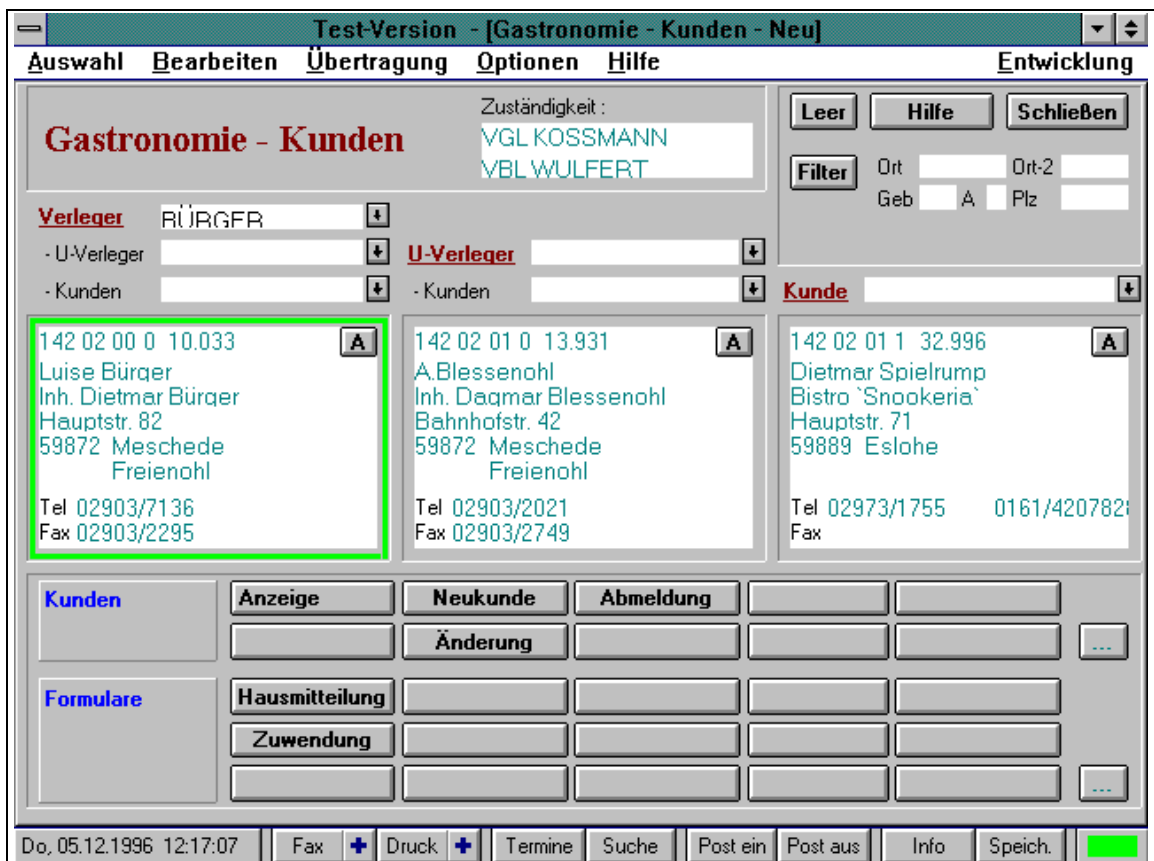 Test-Version - [Gastronomie - Kunden - Neu]
Auswahl Bearbeiten Übertragung Optionen Hilfe Entwicklung
Gastronomie - Kunden
Zuständigkeit :
VGL KOSSMANN
VBL WULFERT
Leer Hilfe Schließen
Filter Ort Ort-2
Geb A Plz
Verleger BÜRGER
- U-Verleger
- Kunden
U-Verleger
- Kunden
Kunde
142 02 00 0 10.033 A
Luise Bürger
Inh. Dietmar Bürger
Hauptstr. 82
59872 Meschede
Freienohl
Tel 02903/7136
Fax 02903/2295
142 02 01 0 13.931 A
A.Blessenohl
Inh. Dagmar Blessenohl
Bahnhofstr. 42
59872 Meschede
Freienohl
Tel 02903/2021
Fax 02903/2749
142 02 01 1 32.996 A
Dietmar Spielrump
Bistro `Snookeria`
Hauptstr. 71
59889 Eslohe
Tel 02973/1755 0161/420782
Fax
Kunden Anzeige Neukunde Abmeldung
Änderung ...
Formulare Hausmitteilung
Zuwendung
...
Do, 05.12.1996 12:17:07 Fax + Druck + Termine Suche Post ein Post aus Info Speich.